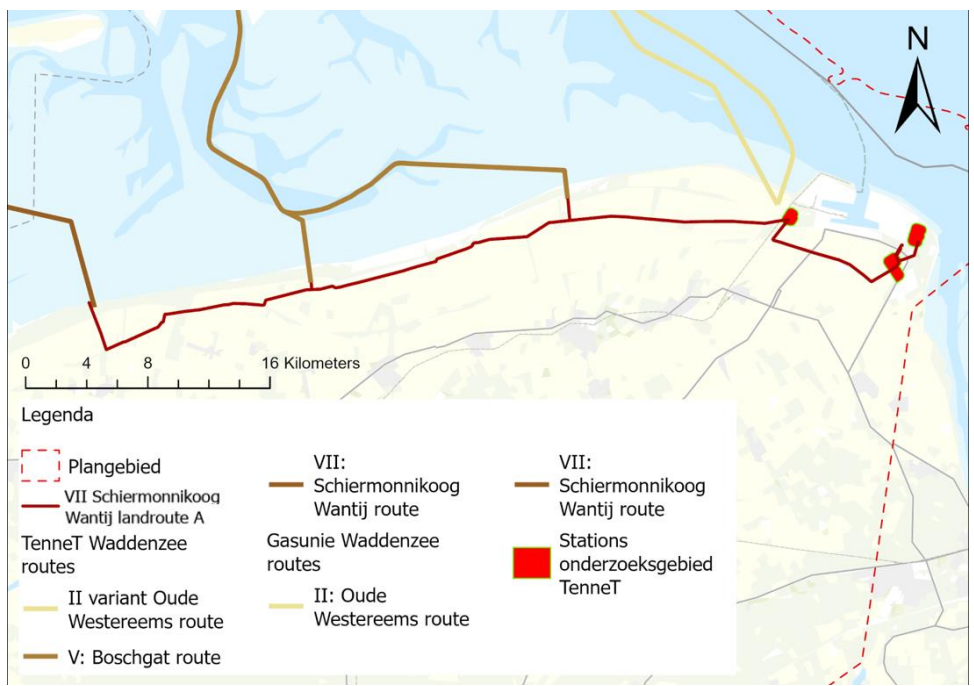 N
0 4 8 16 Kilometers
Legenda
Plangebied
VII Schiermonnikoog
Wantij landroute A
TenneT Waddenzee
routes
II variant Oude
Westereems route
V: Boschgat route
VII:
Schiermonnikoog
Wantij route
Gasunie Waddenzee
routes
II: Oude
Westereems route
VII:
Schiermonnikoog
Wantij route
Stations
onderzoeksgebied
TenneT